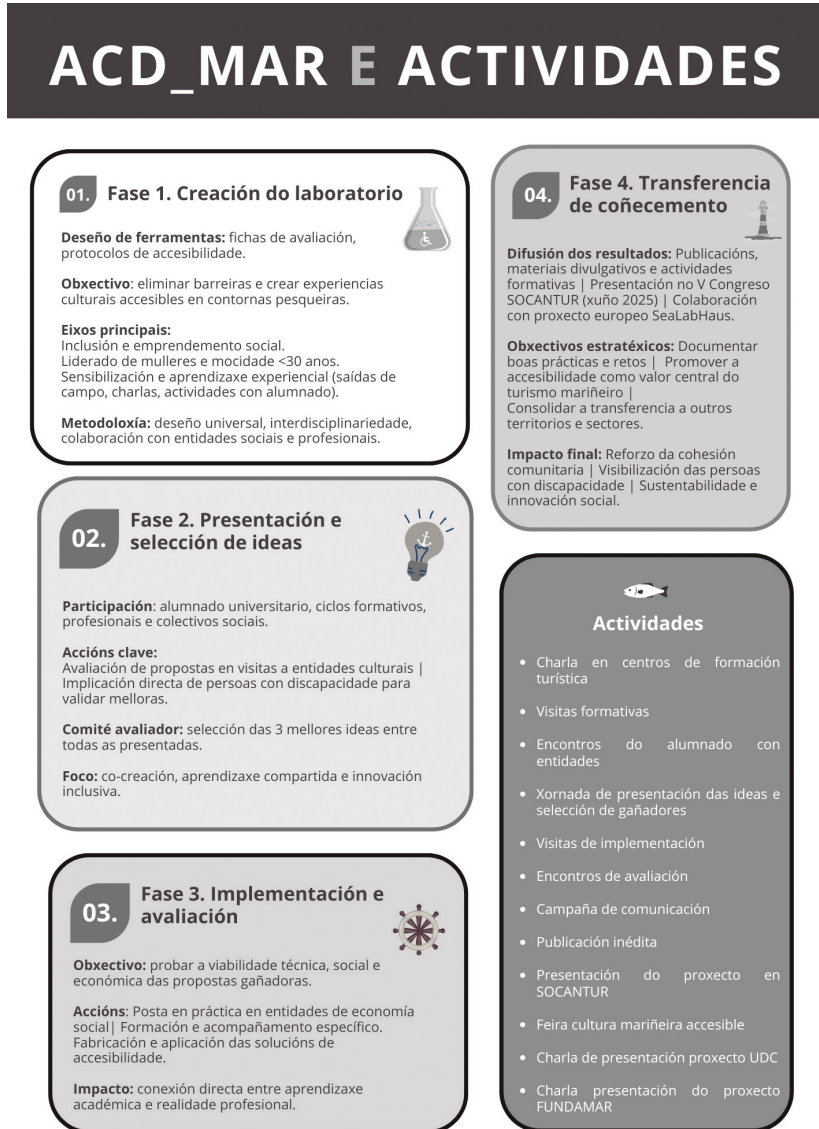 ACD_MAR E ACTIVIDADES
01.
Fase 1. Creación do laboratorio
Deseño de ferramentas: fichas de avaliación,
protocolos de accesibilidade.
Obxectivo: eliminar barreiras e crear experiencias
culturais accesibles en contornas pesqueiras.
Eixos principais:
Inclusión e emprendemento social.
Liderado de mulleres e mocidade <30 anos.
Sensibilización e aprendizaxe experiencial (saídas de
campo, charlas, actividades con alumnado).
Metodoloxía: deseño universal, interdisciplinariedade,
colaboración con entidades sociais e profesionais.
02.
Fase 2. Presentación e
selección de ideas
Participación: alumnado universitario, ciclos formativos,
profesionais e colectivos sociais.
Accións clave:
Avaliación de propostas en visitas a entidades culturais |
Implicación directa de persoas con discapacidade para
validar melloras.
Comité avaliador: selección das 3 mellores ideas entre
todas as presentadas.
Foco: co-creación, aprendizaxe compartida e innovación
inclusiva.
03.
Fase 3. Implementación e
avaliación
Obxectivo: probar a viabilidade técnica, social e
económica das propostas gañadoras.
Accións: Posta en práctica en entidades de economía
social| Formación e acompañamento específico.
Fabricación e aplicación das solucións de
accesibilidade.
Impacto: conexión directa entre aprendizaxe
académica e realidade profesional.
04.
Fase 4. Transferencia
de coñecemento
Difusión dos resultados: Publicacións,
materiais divulgativos e actividades
formativas | Presentación no V Congreso
SOCANTUR (xuño 2025) | Colaboración
con proxecto europeo SeaLabHaus.
Obxectivos estratéxicos: Documentar
boas prácticas e retos | Promover a
accesibilidade como valor central do
turismo mariñeiro |
Consolidar a transferencia a outros
territorios e sectores.
Impacto final: Reforzo da cohesión
comunitaria | Visibilización das persoas
con discapacidade | Sustentabilidade e
innovación social.
Actividades
• Charla en centros de formación
turística
• Visitas formativas
• Encontros do alumnado con
entidades
• Xornada de presentación das ideas e
selección de gañadores
• Visitas de implementación
• Encontros de avaliación
• Campaña de comunicación
• Publicación inédita
• Presentación do proxecto en
SOCANTUR
• Feira cultura mariñeira accesible
• Charla de presentación proxecto UDC
• Charla presentación do proxecto
FUNDAMAR